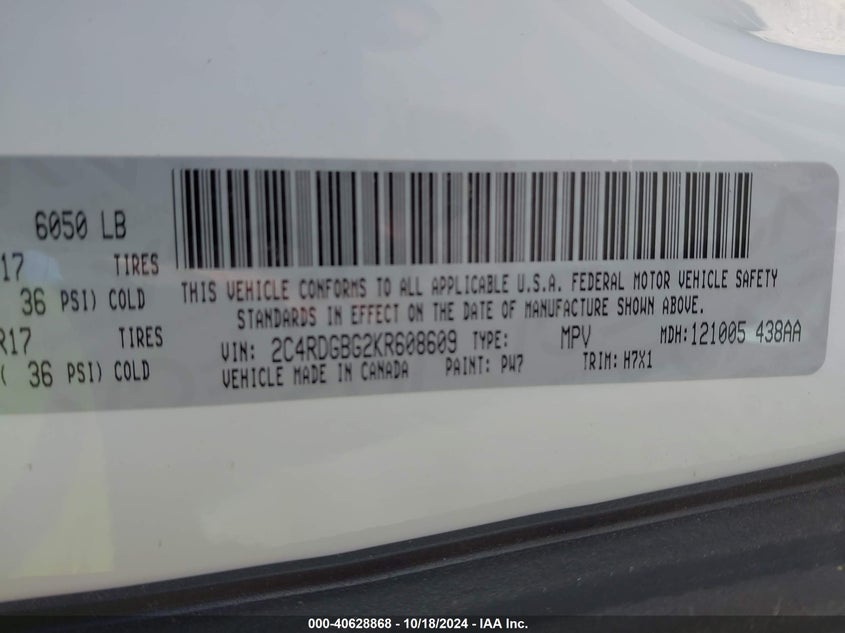 6050 LB
THIS VEHICLE CONFORMS TO ALL APPLICABLE U.S.A. FEDERAL MOTOR VEHICLE SAFETY
STANDARDS IN EFFECT ON THE DATE OF MANUFACTURE SHOWN ABOVE.
17 TIRES
36 PSI) COLD
R17 TIRES
( 36 PSI) COLD
VIN: 2C4RDGBG2KR608609 TYPE: MPV MDH:121005 438AA
VEHICLE MADE IN CANADA PAINT: PW7 TRIM: H7X1
000-40628868 - 10/18/2024 - IAA Inc.